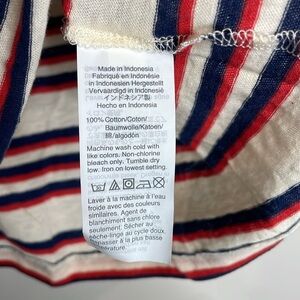 Made in Indonesia
Fabriqué en Indonésie
in Indonesien Hergestellt
Vervaardigd in Indonesië
インドネシア製
Hecho en Indonesia
100% Cotton/Coton/
Baumwolle/Katoen/
綿/algodón
Machine wash cold with
like colors. Non-chlorine
bleach only. Tumble dry
low. Iron on lowest setting.
Laver à la machine à l'eau
froide avec des couleurs
similaires. Agent de
blanchiment sans chlore
seulement. Sécher au
sèche-linge à cycle doux
Repasser à la plus basse
température.